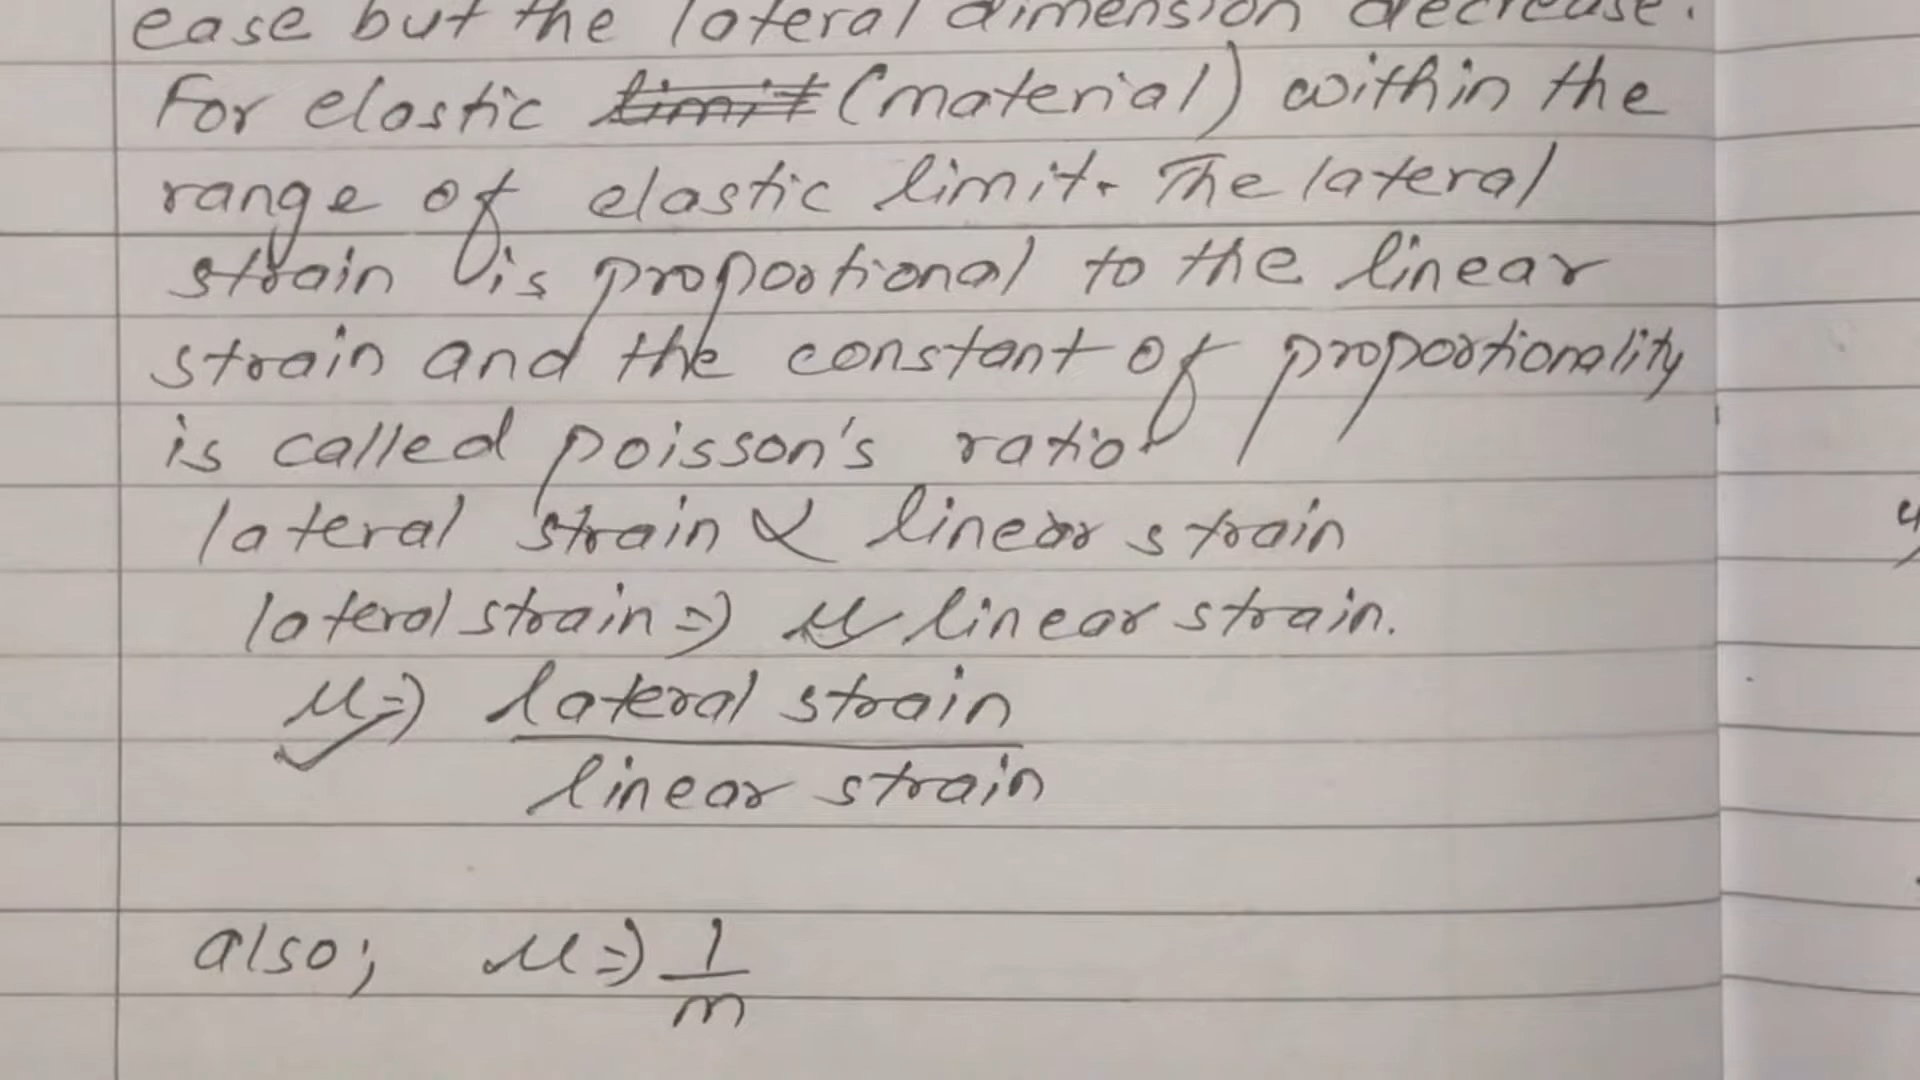 ease but the lateral dimension decrease.
For elastic limit (material) within the
range of elastic limit. The lateral
strain is proportional to the linear
strain and the constant of proportionality
is called poisson's ratio.
lateral strain ∝ linear strain
lateral strain => μ linear strain.
μ => lateral strain
linear strain
also; μ => 1
m